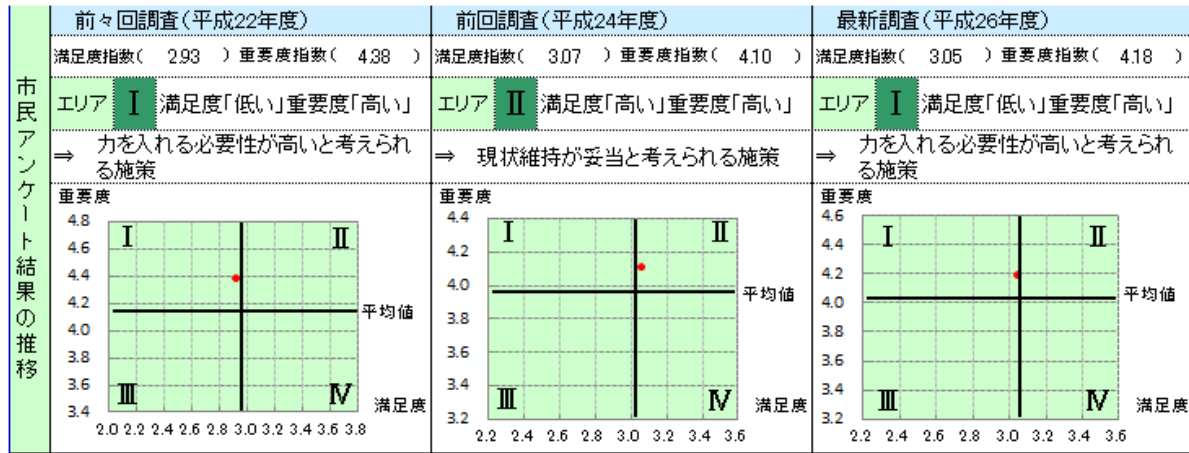 市民アンケート結果の推移
前々回調査(平成22年度)
満足度指数( 2.93 )重要度指数( 4.38 )
エリア Ⅰ 満足度「低い」重要度「高い」
⇒ 力を入れる必要性が高いと考えられ
る施策
重要度
4.8
4.6
4.4
4.2
4.0
3.8
3.6
3.4
Ⅰ Ⅱ
平均値
Ⅲ Ⅳ
満足度
2.0 2.2 2.4 2.6 2.8 3.0 3.2 3.4 3.6 3.8
前回調査(平成24年度)
満足度指数( 3.07 )重要度指数( 4.10 )
エリア Ⅱ 満足度「高い」重要度「高い」
⇒ 現状維持が妥当と考えられる施策
重要度
4.4
4.2
4.0
3.8
3.6
3.4
3.2
Ⅰ Ⅱ
平均値
Ⅲ Ⅳ
満足度
2.2 2.4 2.6 2.8 3.0 3.2 3.4 3.6
最新調査(平成26年度)
満足度指数( 3.05 )重要度指数( 4.18 )
エリア Ⅰ 満足度「低い」重要度「高い」
⇒ 力を入れる必要性が高いと考えられ
る施策
重要度
4.6
4.4
4.2
4.0
3.8
3.6
3.4
3.2
Ⅰ Ⅱ
平均値
Ⅲ Ⅳ
満足度
2.2 2.4 2.6 2.8 3.0 3.2 3.4 3.6